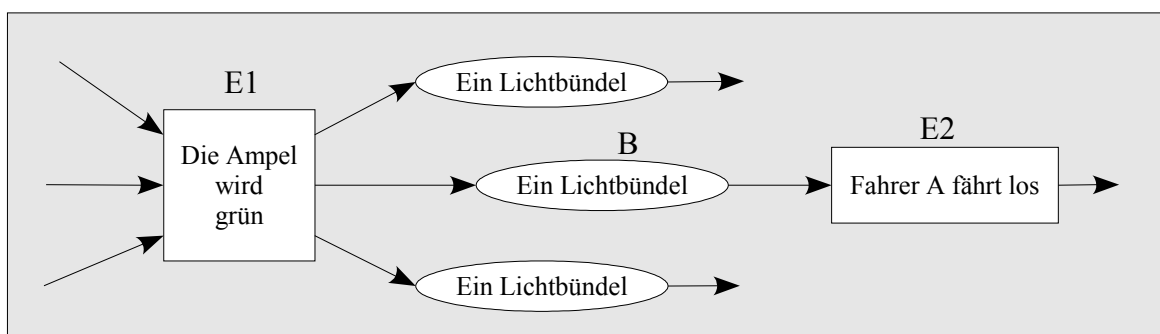 E1
Die Ampel
wird
grün
Ein Lichtbündel
B
Ein Lichtbündel
Ein Lichtbündel
E2
Fahrer A fährt los